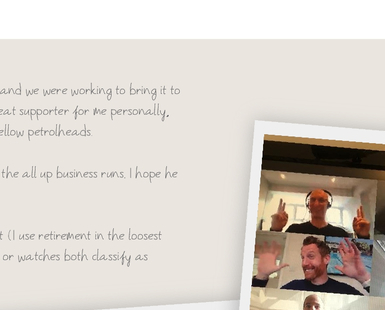 and we were working to bring it to
eat supporter for me personally,
ellow petrolheads.
the all up business runs, I hope he
t (I use retirement in the loosest
or watches both classify as